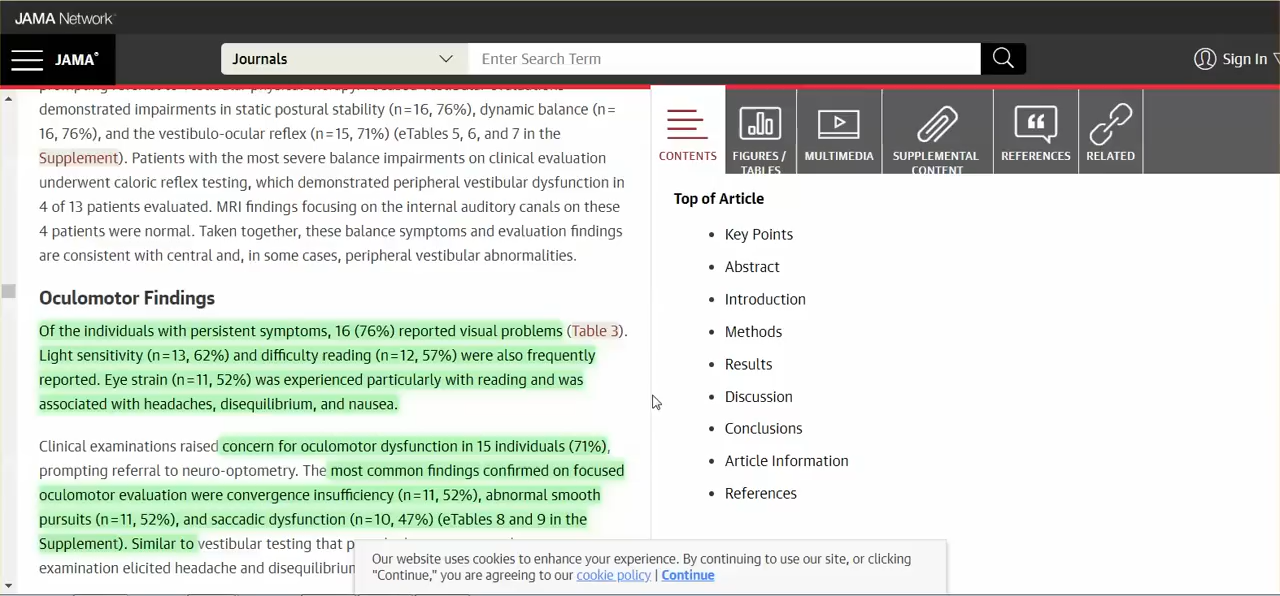 JAMA Network
JAMA
Journals
Enter Search Term
Sign In
demonstrated impairments in static postural stability (n=16, 76%), dynamic balance (n=
16, 76%), and the vestibulo-ocular reflex (n=15, 71%) (eTables 5, 6, and 7 in the
Supplement). Patients with the most severe balance impairments on clinical evaluation
underwent caloric reflex testing, which demonstrated peripheral vestibular dysfunction in
4 of 13 patients evaluated. MRI findings focusing on the internal auditory canals on these
4 patients were normal. Taken together, these balance symptoms and evaluation findings
are consistent with central and, in some cases, peripheral vestibular abnormalities.
Oculomotor Findings
Of the individuals with persistent symptoms, 16 (76%) reported visual problems (Table 3).
Light sensitivity (n=13, 62%) and difficulty reading (n=12, 57%) were also frequently
reported. Eye strain (n=11, 52%) was experienced particularly with reading and was
associated with headaches, disequilibrium, and nausea.
Clinical examinations raised concern for oculomotor dysfunction in 15 individuals (71%),
prompting referral to neuro-optometry. The most common findings confirmed on focused
oculomotor evaluation were convergence insufficiency (n=11, 52%), abnormal smooth
pursuits (n=11, 52%), and saccadic dysfunction (n=10, 47%) (eTables 8 and 9 in the
Supplement). Similar to vestibular testing that
examination elicited headache and disequilibrium
CONTENTS
FIGURES /
TABLES
MULTIMEDIA
SUPPLEMENTAL
CONTENT
REFERENCES
RELATED
Top of Article
Key Points
Abstract
Introduction
Methods
Results
Discussion
Conclusions
Article Information
References
Our website uses cookies to enhance your experience. By continuing to use our site, or clicking
"Continue," you are agreeing to our cookie policy | Continue